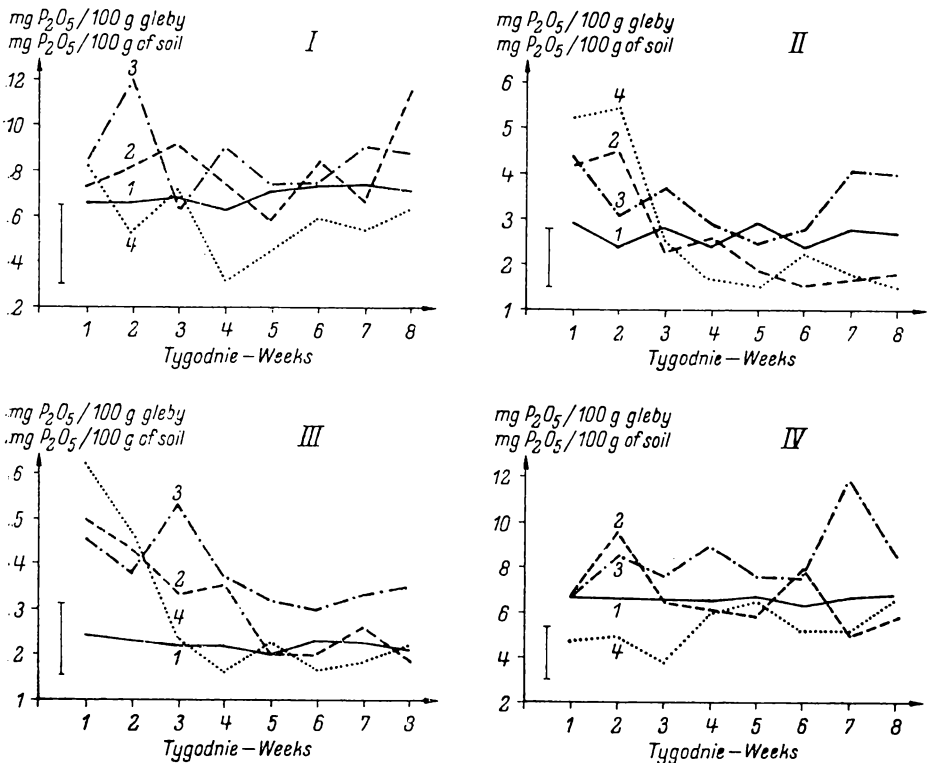 mg P₂O₅/100 g gleby
mg P₂O₅/100 g of soil
I
.12
.10
.8
.6
.4
.2
3
2
1
4
1 2 3 4 5 6 7 8
Tygodnie – Weeks
mg P₂O₅/100 g gleby
mg P₂O₅/100 g of soil
II
6
5
4
3
2
1
4
2
3
1
1 2 3 4 5 6 7 8
Tygodnie – Weeks
mg P₂O₅/100 g gleby
mg P₂O₅/100 g of soil
III
.6
.5
.4
.3
.2
1
3
2
4
1
1 2 3 4 5 6 7 8
Tygodnie – Weeks
mg P₂O₅/100 g gleby
mg P₂O₅/100 g of soil
IV
12
10
8
6
4
2
2
3
1
4
1 2 3 4 5 6 7 8
Tygodnie – Weeks